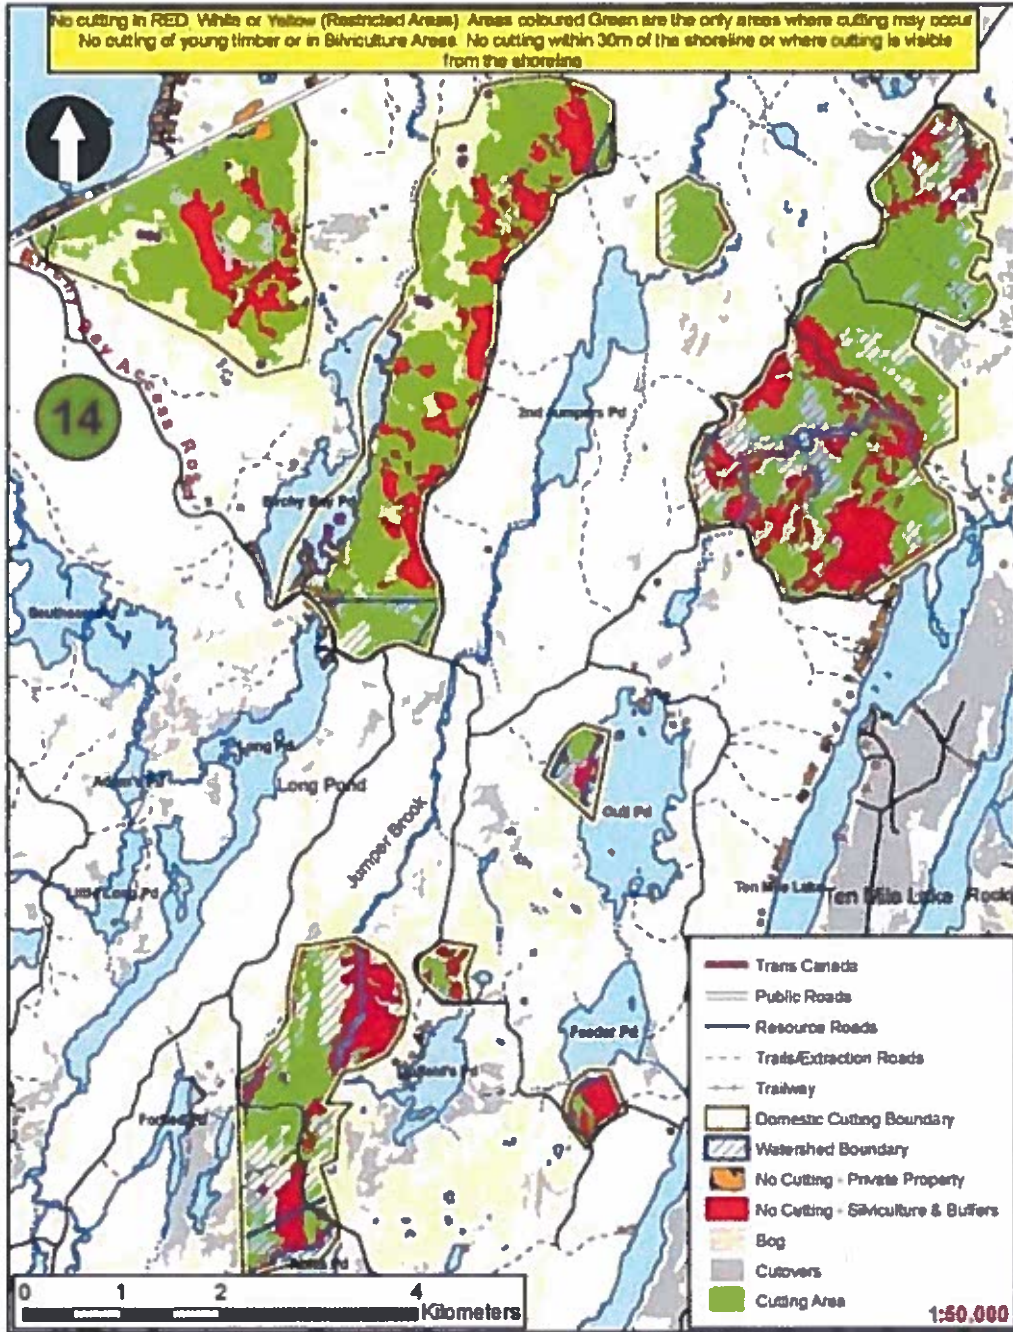 No cutting in RED, White or Yellow (Restricted Areas). Areas coloured Green are the only areas where cutting may occur
No cutting of young timber or in Silviculture Areas. No cutting within 30m of the shoreline or where cutting is visible
from the shoreline
Birchy Bay Access Road
14
2nd Jumpers Pd
Birchy Bay Pd
Long Pd
Long Pond
Jumper Brook
Gull Pd
Little Long Pd
Ten Mile Lake
Ten Mile Lake
Feeder Pd
Trans Canada
Public Roads
Resource Roads
Trails/Extraction Roads
Trailway
Domestic Cutting Boundary
Watershed Boundary
No Cutting - Private Property
No Cutting - Silviculture & Buffers
Bog
Cutovers
Cutting Area
0 1 2 4
Kilometers
1:50,000